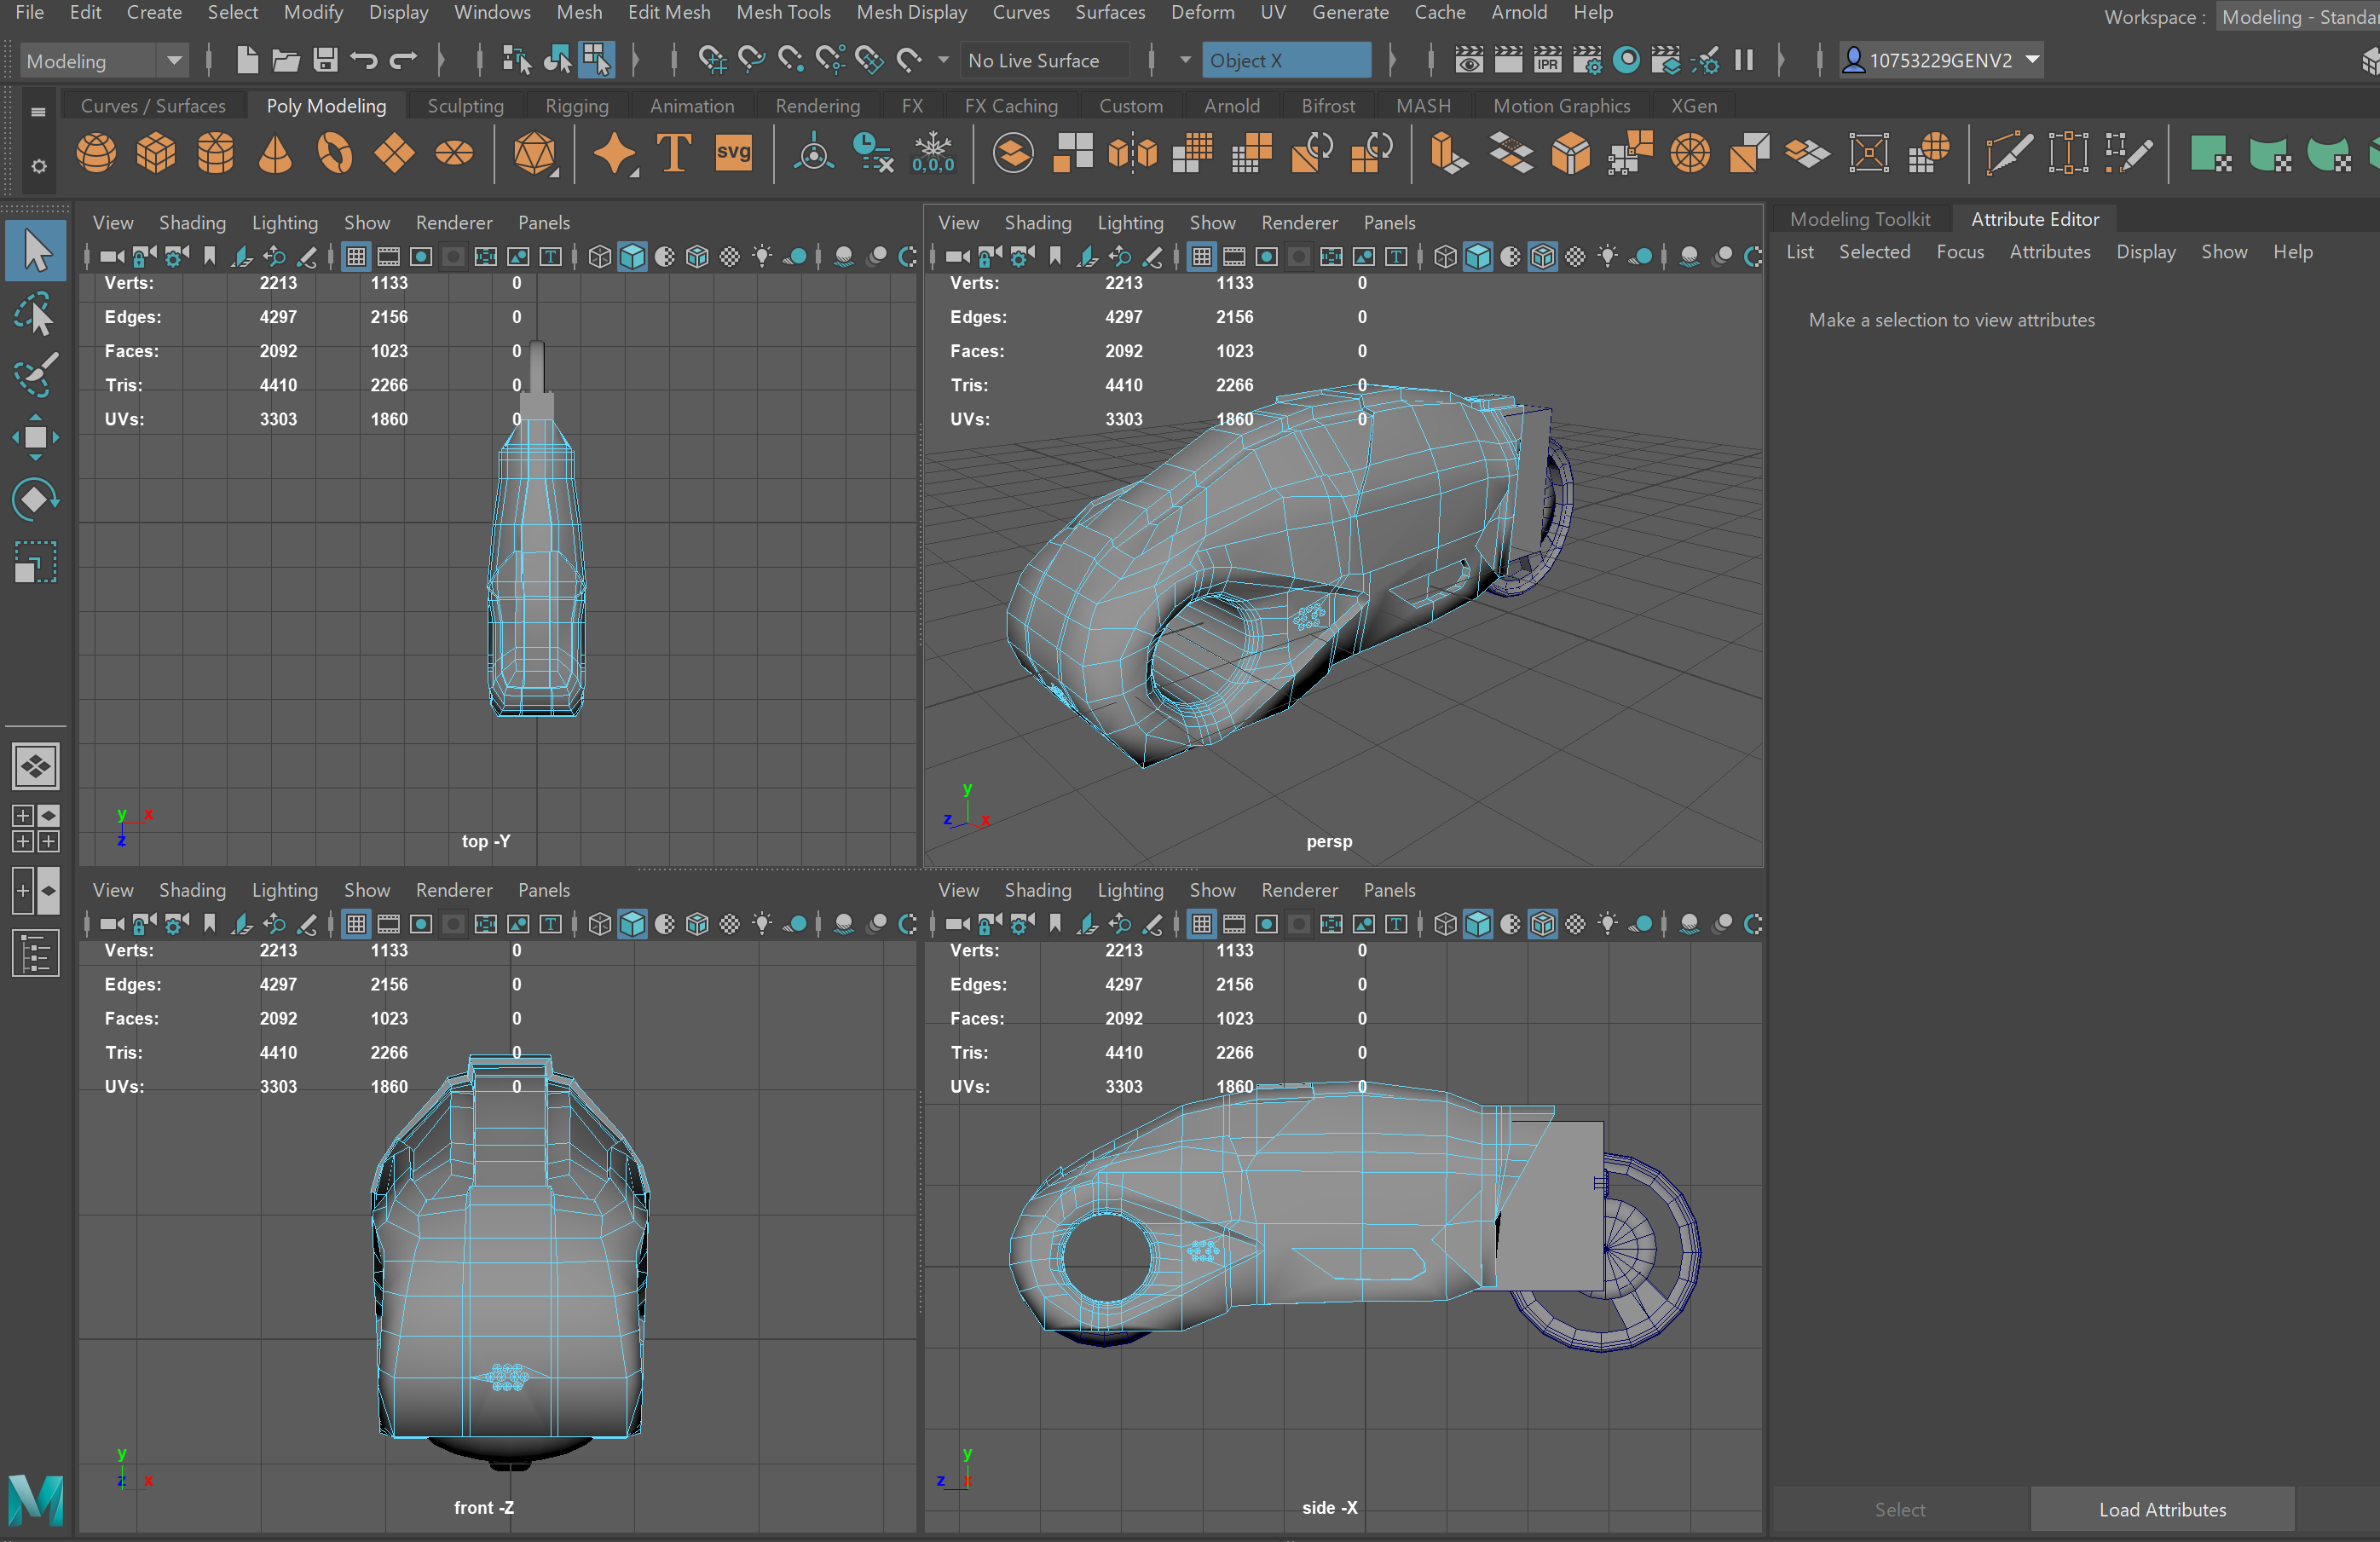 File Edit Create Select Modify Display Windows Mesh Edit Mesh Mesh Tools Mesh Display Curves Surfaces Deform UV Generate Cache Arnold Help
Workspace : Modeling - Standar
Modeling No Live Surface Object X IPR 10753229GENV2
Curves / Surfaces Poly Modeling Sculpting Rigging Animation Rendering FX FX Caching Custom Arnold Bifrost MASH Motion Graphics XGen
T svg 0,0,0
View Shading Lighting Show Renderer Panels
Verts: 2213 1133 0
Edges: 4297 2156 0
Faces: 2092 1023 0
Tris: 4410 2266 0
UVs: 3303 1860 0
y x
z
top -Y
View Shading Lighting Show Renderer Panels
Verts: 2213 1133 0
Edges: 4297 2156 0
Faces: 2092 1023 0
Tris: 4410 2266 0
UVs: 3303 1860 0
y
z x
persp
Modeling Toolkit Attribute Editor
List Selected Focus Attributes Display Show Help
Make a selection to view attributes
View Shading Lighting Show Renderer Panels
Verts: 2213 1133 0
Edges: 4297 2156 0
Faces: 2092 1023 0
Tris: 4410 2266 0
UVs: 3303 1860 0
y
z x
front -Z
View Shading Lighting Show Renderer Panels
Verts: 2213 1133 0
Edges: 4297 2156 0
Faces: 2092 1023 0
Tris: 4410 2266 0
UVs: 3303 1860 0
y
z x
side -X
Select Load Attributes
M